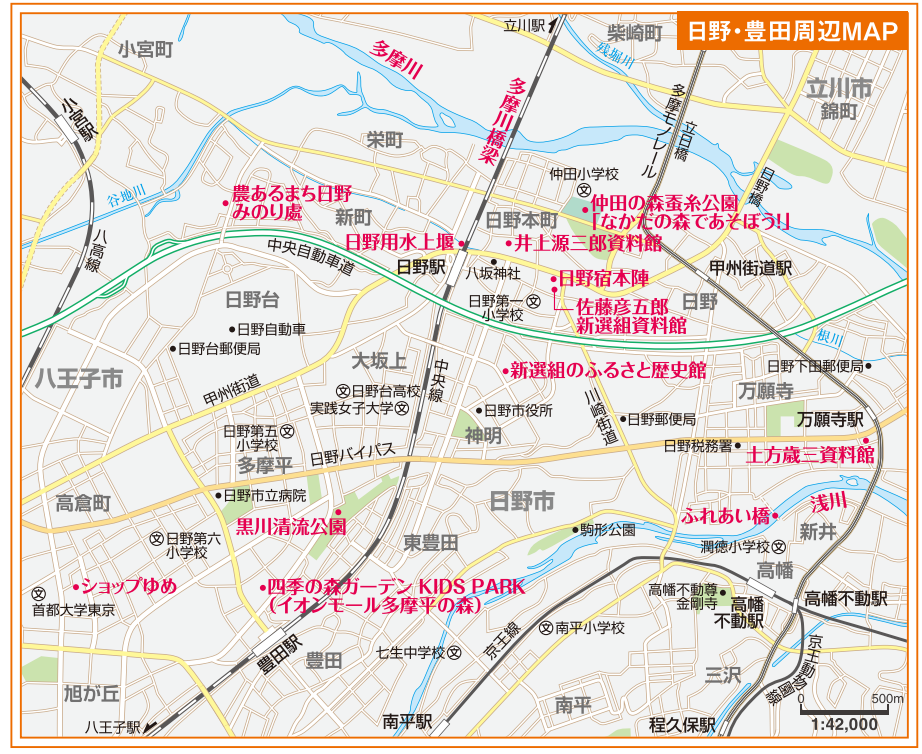 日野・豊田周辺MAP
立川駅
小宮町
柴崎町
残堀川
多摩川
多摩川橋梁
立川市
錦町
多摩モノレール
立日橋
小宮駅
栄町
日野橋
仲田小学校
谷地川
農あるまち日野
みのり處
新町
日野本町
仲田の森蚕糸公園
「なかだの森であそぼう!」
八高線
中央自動車道
日野用水上堰
井上源三郎資料館
日野駅
八坂神社
甲州街道駅
日野宿本陣
日野台
日野第一
小学校
日野
佐藤彦五郎
新選組資料館
日野自動車
日野台郵便局
根川
大坂上
中央線
新選組のふるさと歴史館
日野下田郵便局
八王子市
甲州街道
日野台高校
実践女子大学
川崎街道
万願寺
日野市役所
日野郵便局
万願寺駅
日野第五
小学校
神明
日野税務署
土方歳三資料館
多摩平
日野バイパス
高倉町
日野市立病院
日野市
浅川
黒川清流公園
ふれあい橋
駒形公園
新井
日野第六
小学校
東豊田
潤徳小学校
高幡
ショップゆめ
四季の森ガーデン KIDS PARK
(イオンモール多摩平の森)
首都大学東京
高幡不動尊
金剛寺
高幡
不動駅
高幡不動駅
豊田駅
豊田
七生中学校
京王線
南平小学校
京王動物園線
三沢
旭が丘
南平
八王子駅
南平駅
程久保駅
0
500m
1:42,000